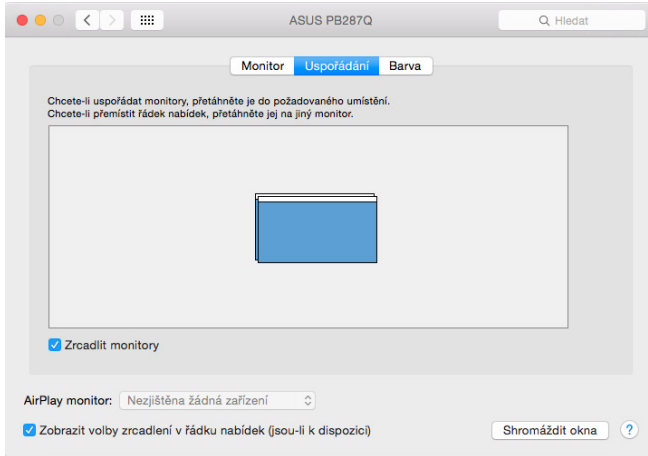 ASUS PB287Q
Hledat
Monitor Uspořádání Barva
Chcete-li uspořádat monitory, přetáhněte je do požadovaného umístění.
Chcete-li přemístit řádek nabídek, přetáhněte jej na jiný monitor.
Zrcadlit monitory
AirPlay monitor: Nezjištěna žádná zařízení
Zobrazit volby zrcadlení v řádku nabídek (jsou-li k dispozici)
Shromáždit okna ?